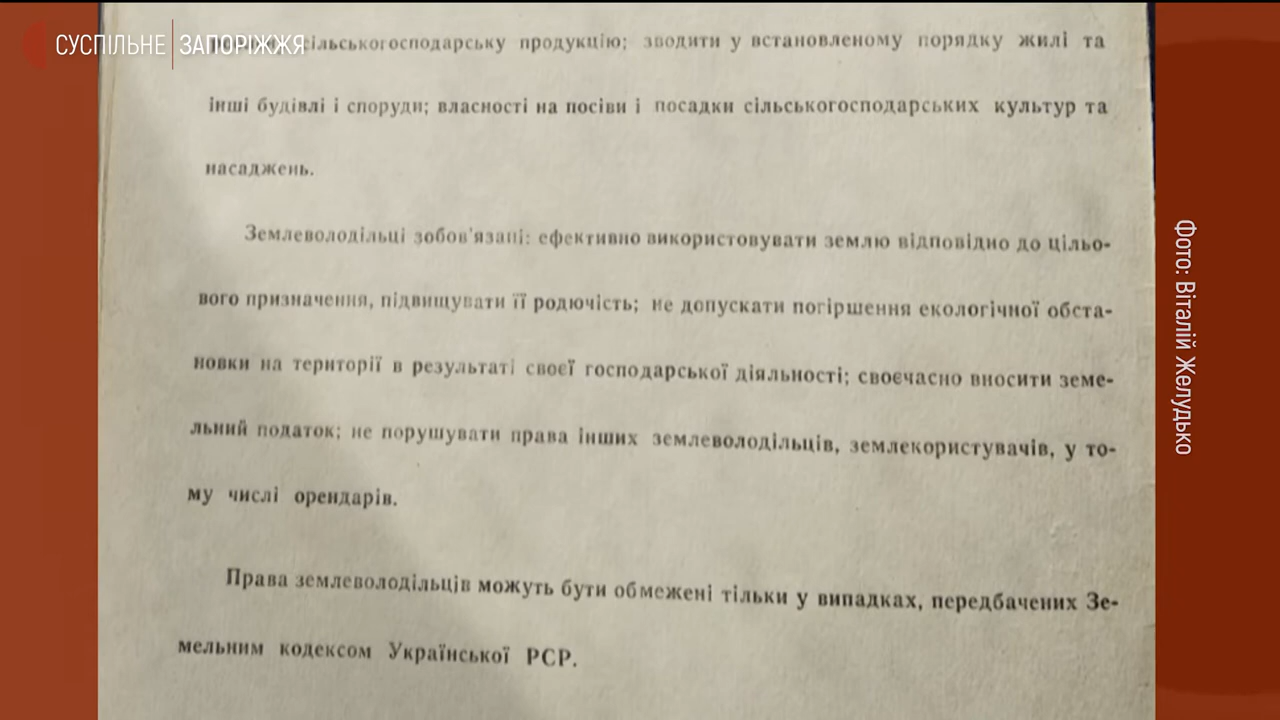 СУСПІЛЬНЕ ЗАПОРІЖЖЯ
сільськогосподарську продукцію; зводити у встановленому порядку жилі та
інші будівлі і споруди; власності на посіви і посадки сільськогосподарських культур та
насаджень.
Землеволодільці зобов'язані: ефективно використовувати землю відповідно до цільо-
вого призначення, підвищувати її родючість; не допускати погіршення екологічної обста-
новки на території в результаті своєї господарської діяльності; своєчасно вносити земе-
льний податок; не порушувати права інших землеволодільців, землекористувачів, у то-
му числі орендарів.
Права землеволодільців можуть бути обмежені тільки у випадках, передбачених Зе-
мельним кодексом Української РСР.
Фото: Віталій Желудько